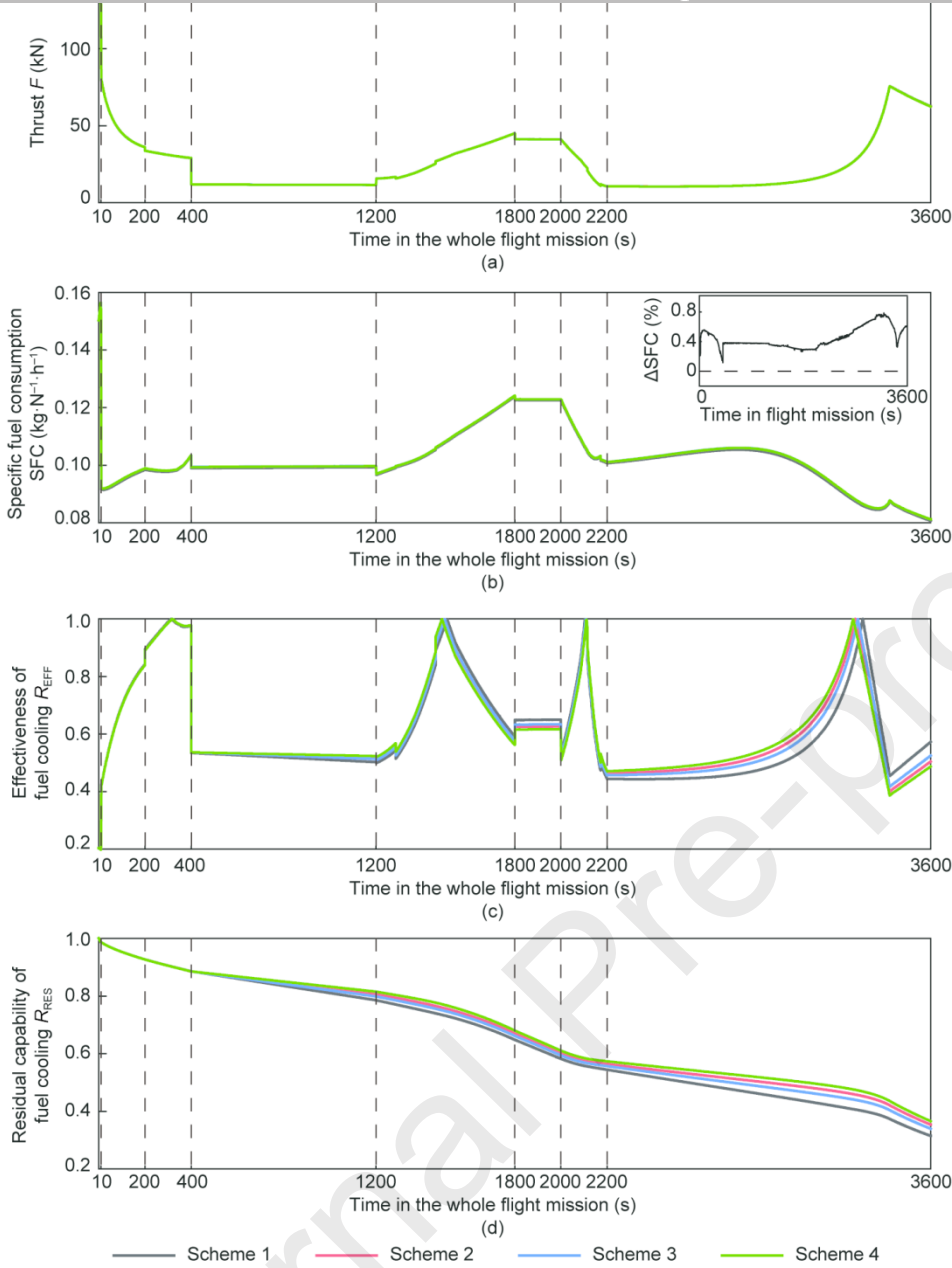 Thrust F (kN)
100
50
0
10 200 400 1200 1800 2000 2200 3600
Time in the whole flight mission (s)
(a)
Specific fuel consumption
SFC (kg·N⁻¹·h⁻¹)
0.16
0.14
0.12
0.10
0.08
ΔSFC (%)
0.8
0.4
0
0 3600
Time in flight mission (s)
10 200 400 1200 1800 2000 2200 3600
Time in the whole flight mission (s)
(b)
Effectiveness of
fuel cooling R_EFF
1.0
0.8
0.6
0.4
0.2
10 200 400 1200 1800 2000 2200 3600
Time in the whole flight mission (s)
(c)
Residual capability of
fuel cooling R_RES
1.0
0.8
0.6
0.4
0.2
10 200 400 1200 1800 2000 2200 3600
Time in the whole flight mission (s)
(d)
Scheme 1 Scheme 2 Scheme 3 Scheme 4
rnal Pre-pro